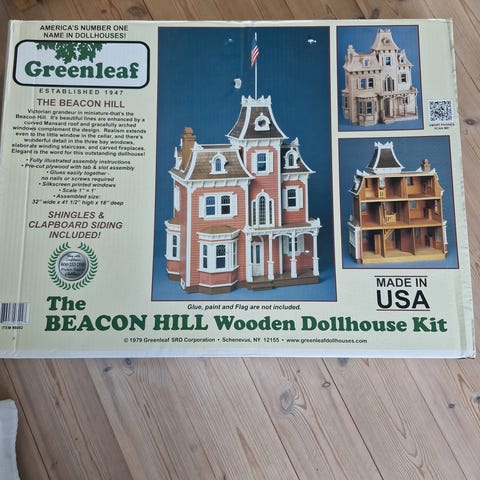 AMERICA'S NUMBER ONE
NAME IN DOLLHOUSES!
Greenleaf
ESTABLISHED 1947
THE BEACON HILL
Victorian grandeur in miniature-that's the
Beacon Hill. It's beautiful lines are enhanced by a
curved Mansard roof and gracefully arched
windows complement the design. Realism extends
even to the little window in the cellar, and there's
wonderful detail in the three bay windows,
elaborate winding staircase, and carved fireplaces.
Elegant is the word for this outstanding dollhouse!
• Fully illustrated assembly instructions
• Pre-cut plywood with tab & slot assembly
• Glues easily together -
no nails or screws required
• Silkscreen printed windows
• Scale 1" = 1'
• Assembled size:
32" wide x 41 1/2" high x 18" deep
SHINGLES &
CLAPBOARD SIDING
INCLUDED!
Glue, paint and Flag are not included.
MADE IN
USA
The
BEACON HILL Wooden Dollhouse Kit
© 1979 Greenleaf SRD Corporation • Schenevus, NY 12155 • www.greenleafdollhouses.com